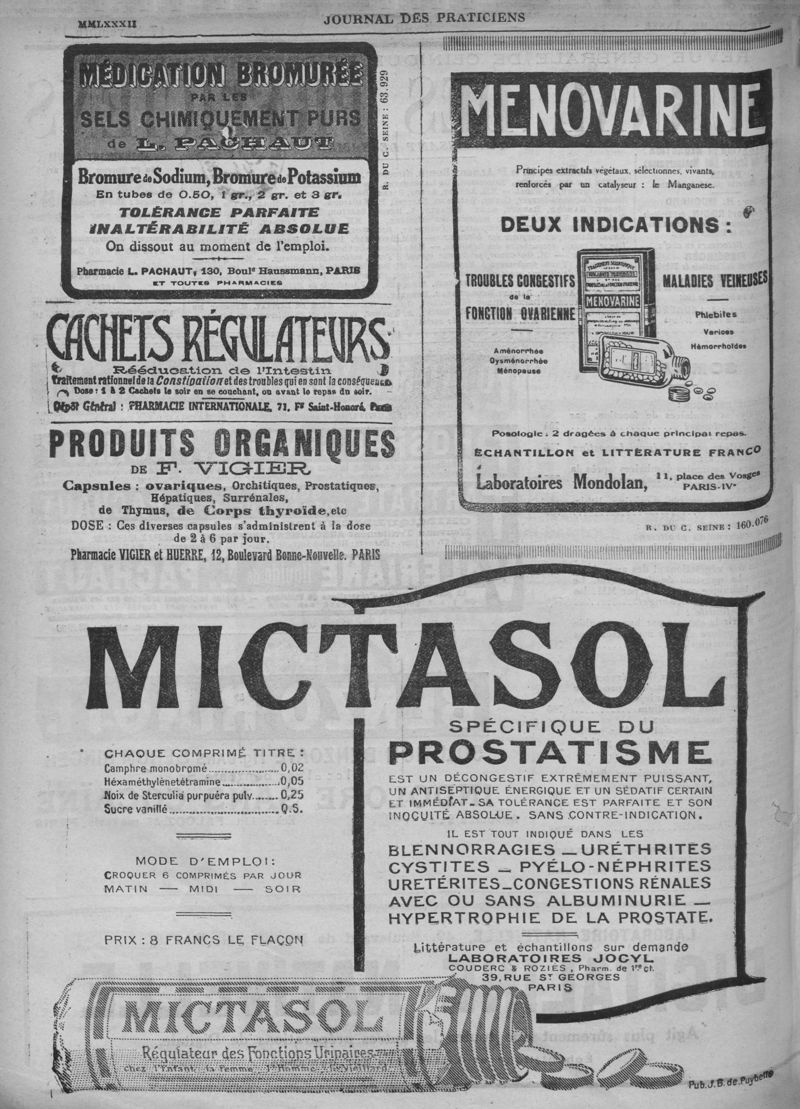 MMLXXXII
JOURNAL DES PRATICIENS
MÉDICATION BROMURÉE
PAR LES
SELS CHIMIQUEMENT PURS
de L. PACHAUT
Bromure de Sodium, Bromure de Potassium
En tubes de 0.50, 1 gr., 2 gr. et 3 gr.
TOLÉRANCE PARFAITE
INALTÉRABILITÉ ABSOLUE
On dissout au moment de l'emploi.
Pharmacie L. PACHAUT, 130, Boulᵈ Haussmann, PARIS
ET TOUTES PHARMACIES
R. DU C. SEINE : 63.929
CACHETS RÉGULATEURS
Rééducation de l'Intestin
Traitement rationnel de la Constipation et des troubles qui en sont la conséquence
Dose : 1 à 2 Cachets le soir en se couchant, ou avant le repas du soir.
Dépôt Général : PHARMACIE INTERNATIONALE, 71, Fᵍ Saint-Honoré, Paris
PRODUITS ORGANIQUES
DE F. VIGIER
Capsules : ovariques, Orchitiques, Prostatiques,
Hépatiques, Surrénales,
de Thymus, de Corps thyroïde, etc
DOSE : Ces diverses capsules s'administrent à la dose
de 2 à 6 par jour.
Pharmacie VIGIER et HUERRE, 12, Boulevard Bonne-Nouvelle. PARIS
MENOVARINE
Principes extractifs végétaux, sélectionnés, vivants,
renforcés par un catalyseur : le Manganèse.
DEUX INDICATIONS :
TROUBLES CONGESTIFS
de la
FONCTION OVARIENNE
Aménorrhée
Dysménorrhée
Ménopause
MENOVARINE
MALADIES VEINEUSES
Phlébites
Varices
Hémorrhoïdes
Posologie : 2 dragées à chaque principal repas.
ÉCHANTILLON et LITTÉRATURE FRANCO
Laboratoires Mondolan, 11, place des Vosges
PARIS-IVᵉ
R. DU C. SEINE : 160.076
MICTASOL
CHAQUE COMPRIMÉ TITRE :
Camphre monobromé 0,02
Héxaméthylènetétramine 0,05
Noix de Sterculia purpuéra pulv. 0,25
Sucre vanillé Q.S.
MODE D'EMPLOI :
CROQUER 6 COMPRIMÉS PAR JOUR
MATIN — MIDI — SOIR
PRIX : 8 FRANCS LE FLAÇON
SPÉCIFIQUE DU
PROSTATISME
EST UN DÉCONGESTIF EXTRÊMEMENT PUISSANT,
UN ANTISEPTIQUE ÉNERGIQUE ET UN SÉDATIF CERTAIN
ET IMMÉDIAT _ SA TOLÉRANCE EST PARFAITE ET SON
INOCUITÉ ABSOLUE. SANS CONTRE-INDICATION.
IL EST TOUT INDIQUÉ DANS LES
BLENNORRAGIES _ URÉTHRITES
CYSTITES _ PYÉLO-NÉPHRITES
URETÉRITES _ CONGESTIONS RÉNALES
AVEC OU SANS ALBUMINURIE _
HYPERTROPHIE DE LA PROSTATE.
Littérature et échantillons sur demande
LABORATOIRES JOCYL
COUDERC & ROZIES, Pharm. de 1ʳᵉ cl.
39, RUE ST GEORGES
PARIS
MICTASOL
Régulateur des Fonctions Urinaires
chez l'Enfant, la Femme, l'Homme,
Pub. J. B. de Puybelle